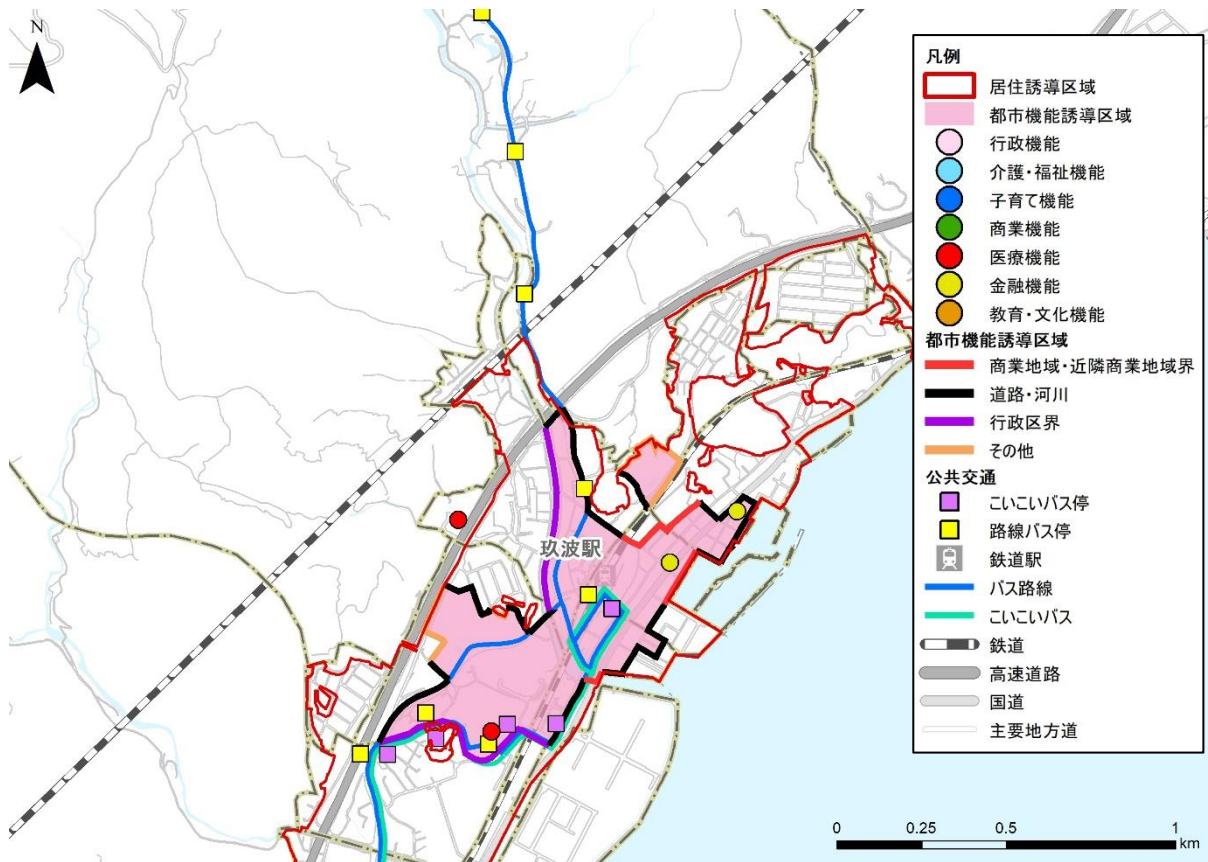 N
玖波駅
凡例
居住誘導区域
都市機能誘導区域
行政機能
介護・福祉機能
子育て機能
商業機能
医療機能
金融機能
教育・文化機能
都市機能誘導区域
商業地域・近隣商業地域界
道路・河川
行政区界
その他
公共交通
こいこいバス停
路線バス停
鉄道駅
バス路線
こいこいバス
鉄道
高速道路
国道
主要地方道
0 0.25 0.5 1
km